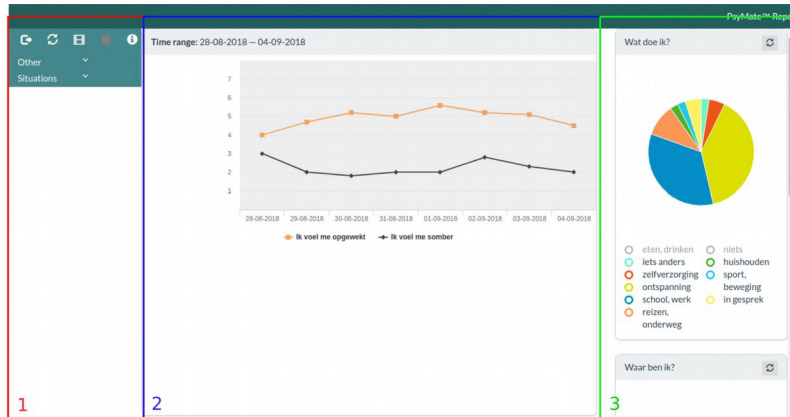 PsyMate™ Repo
Other
Situations
1
Time range: 28-08-2018 — 04-09-2018
7
6
5
4
3
2
1
28-08-2018 29-08-2018 30-08-2018 31-08-2018 01-09-2018 02-09-2018 03-09-2018 04-09-2018
Ik voel me opgewekt Ik voel me somber
2
Wat doe ik?
eten, drinken
iets anders
zelfverzorging
ontspanning
school, werk
reizen,
onderweg
niets
huishouden
sport,
beweging
in gesprek
Waar ben ik?
3